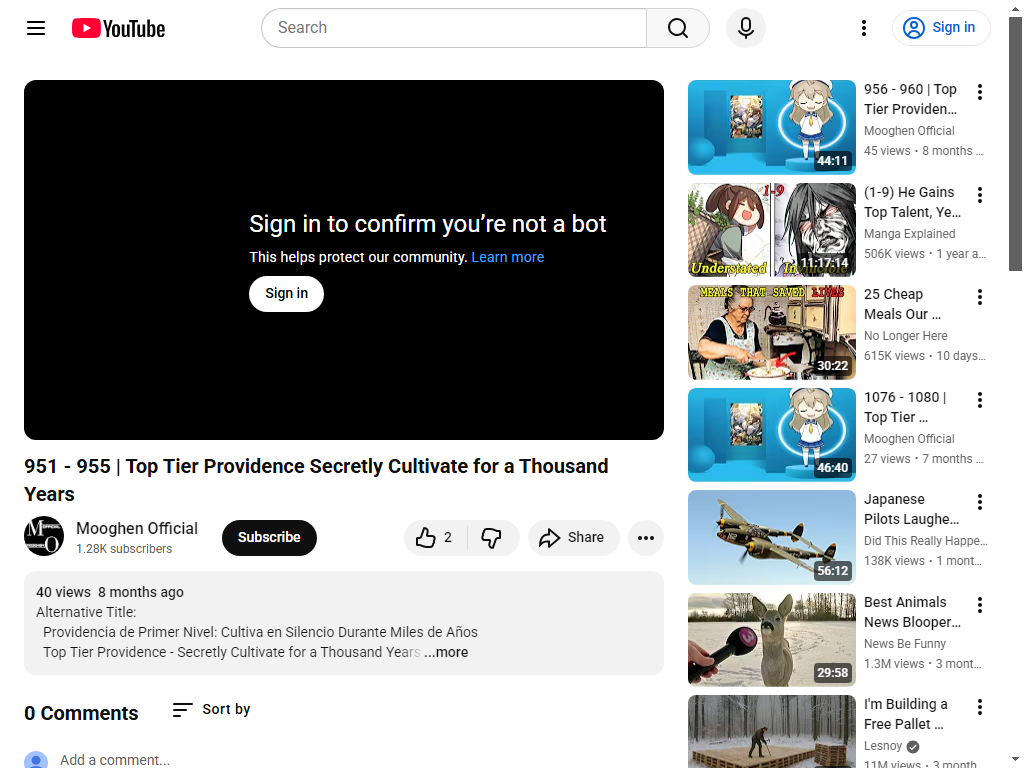 YouTube
Search
Sign in
Sign in to confirm you’re not a bot
This helps protect our community. Learn more
Sign in
951 - 955 | Top Tier Providence Secretly Cultivate for a Thousand
Years
Mooghen Official
1.28K subscribers
Subscribe
2
Share
40 views 8 months ago
Alternative Title:
Providencia de Primer Nivel: Cultiva en Silencio Durante Miles de Años
Top Tier Providence - Secretly Cultivate for a Thousand Years ...more
0 Comments
Sort by
Add a comment...
44:11
956 - 960 | Top
Tier Providen…
Mooghen Official
45 views • 8 months …
1-9
Understated
Invincible
11:17:14
(1-9) He Gains
Top Talent, Ye…
Manga Explained
506K views • 1 year a…
MEALS THAT SAVED LIVES
30:22
25 Cheap
Meals Our …
No Longer Here
615K views • 10 days…
46:40
1076 - 1080 |
Top Tier …
Mooghen Official
27 views • 7 months …
56:12
Japanese
Pilots Laughe…
Did This Really Happe…
138K views • 1 mont…
29:58
Best Animals
News Blooper…
News Be Funny
1.3M views • 3 mont…
I'm Building a
Free Pallet …
Lesnoy
11M views • 3 month